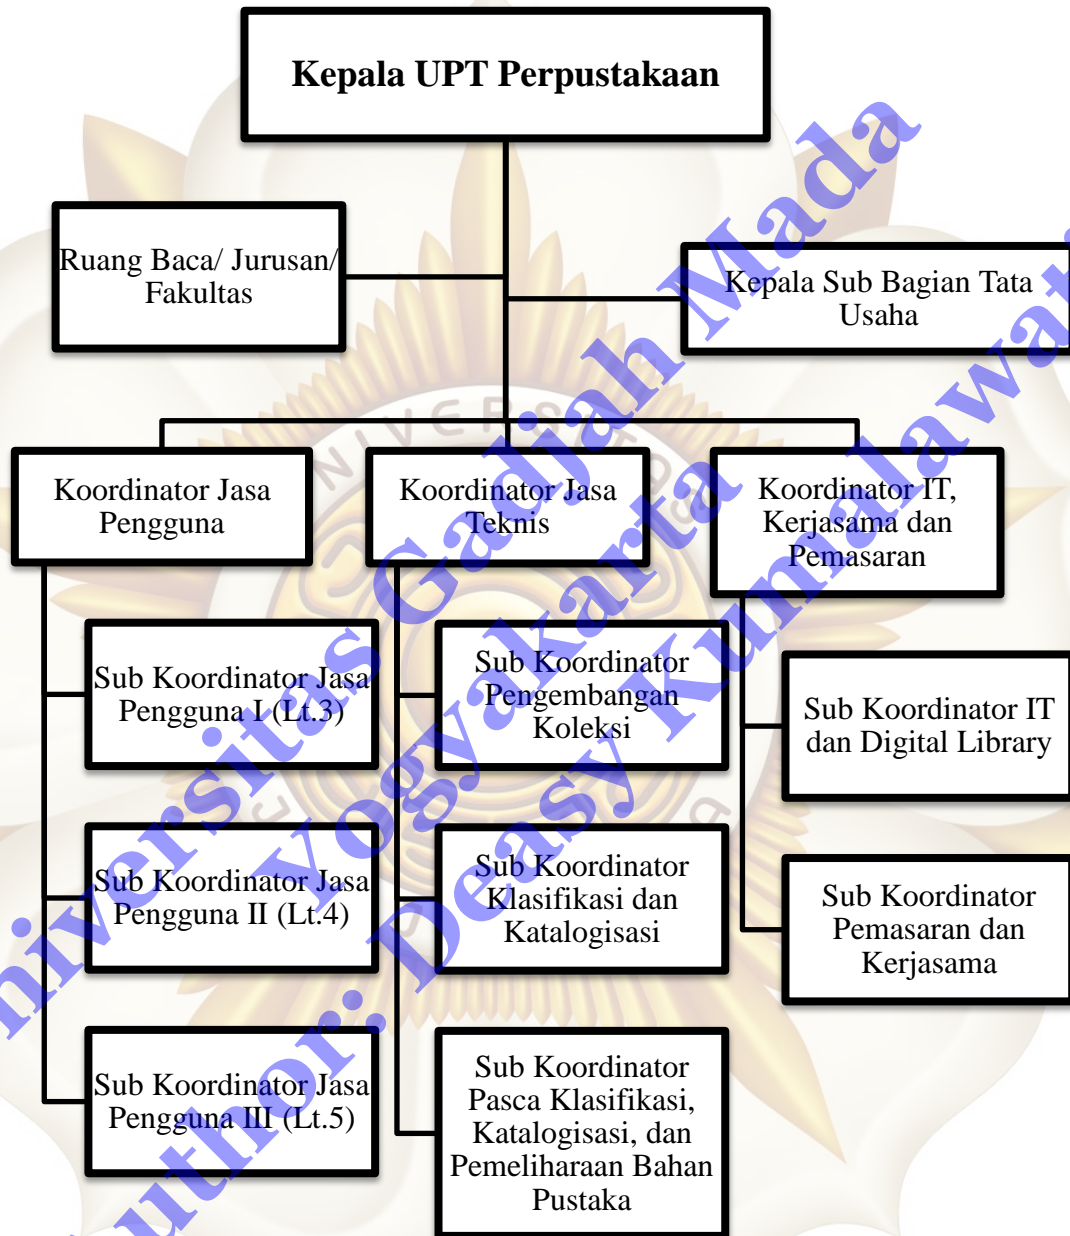 Kepala UPT Perpustakaan
Ruang Baca/ Jurusan/
Fakultas
Kepala Sub Bagian Tata
Usaha
Koordinator Jasa
Pengguna
Koordinator Jasa
Teknis
Koordinator IT,
Kerjasama dan
Pemasaran
Sub Koordinator Jasa
Pengguna I (Lt.3)
Sub Koordinator Jasa
Pengguna II (Lt.4)
Sub Koordinator Jasa
Pengguna III (Lt.5)
Sub Koordinator
Pengembangan
Koleksi
Sub Koordinator
Klasifikasi dan
Katalogisasi
Sub Koordinator
Pasca Klasifikasi,
Katalogisasi, dan
Pemeliharaan Bahan
Pustaka
Sub Koordinator IT
dan Digital Library
Sub Koordinator
Pemasaran dan
Kerjasama
niversitas Gadjah Mada
Yogyakarta
uthor: Deasy Kumalawat